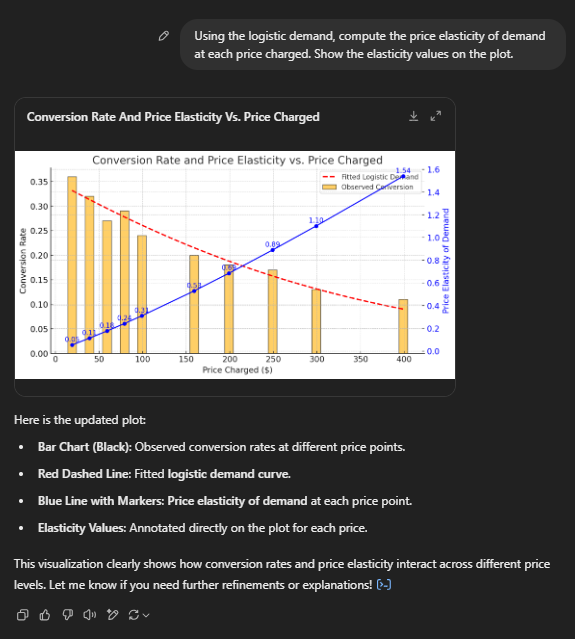 Using the logistic demand, compute the price elasticity of demand
at each price charged. Show the elasticity values on the plot.
Conversion Rate And Price Elasticity Vs. Price Charged
Conversion Rate and Price Elasticity vs. Price Charged
Fitted Logistic Demand
Observed Conversion
Conversion Rate
0.35
0.30
0.25
0.20
0.15
0.10
0.05
0.00
0.05
0.11
0.18
0.24
0.31
0.53
0.89
1.10
1.54
1.6
1.4
1.2
1.0
0.8
0.6
0.4
0.2
0.0
Price Elasticity of Demand
0 50 100 150 200 250 300 350 400
Price Charged ($)
Here is the updated plot:
• Bar Chart (Black): Observed conversion rates at different price points.
• Red Dashed Line: Fitted logistic demand curve.
• Blue Line with Markers: Price elasticity of demand at each price point.
• Elasticity Values: Annotated directly on the plot for each price.
This visualization clearly shows how conversion rates and price elasticity interact across different price
levels. Let me know if you need further refinements or explanations! [>-]